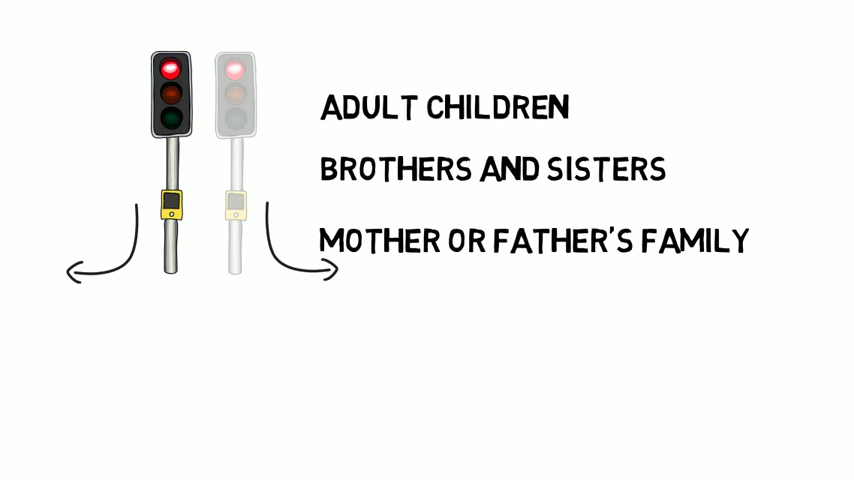 ADULT CHILDREN
BROTHERS AND SISTERS
MOTHER OR FATHER'S FAMILY